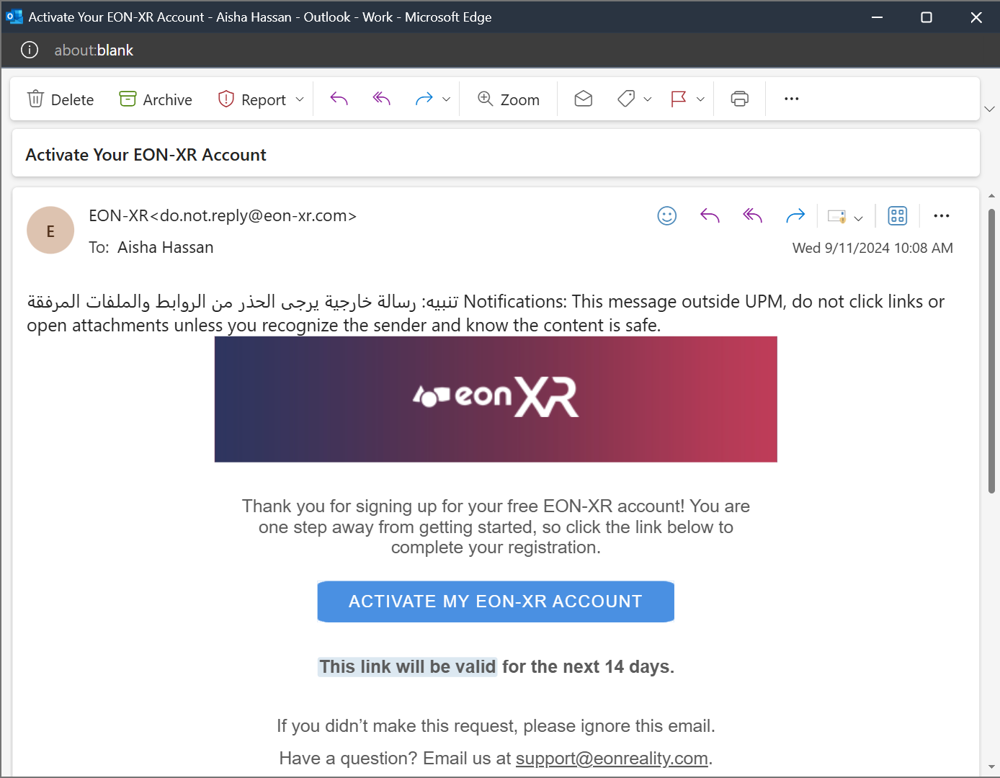 Activate Your EON-XR Account - Aisha Hassan - Outlook - Work - Microsoft Edge
about:blank
Delete Archive Report Zoom
Activate Your EON-XR Account
E
EON-XR<do.not.reply@eon-xr.com>
To: Aisha Hassan
Wed 9/11/2024 10:08 AM
تنبيه: رسالة خارجية يرجى الحذر من الروابط والملفات المرفقة Notifications: This message outside UPM, do not click links or
open attachments unless you recognize the sender and know the content is safe.
eon XR
Thank you for signing up for your free EON-XR account! You are
one step away from getting started, so click the link below to
complete your registration.
ACTIVATE MY EON-XR ACCOUNT
This link will be valid for the next 14 days.
If you didn’t make this request, please ignore this email.
Have a question? Email us at support@eonreality.com.